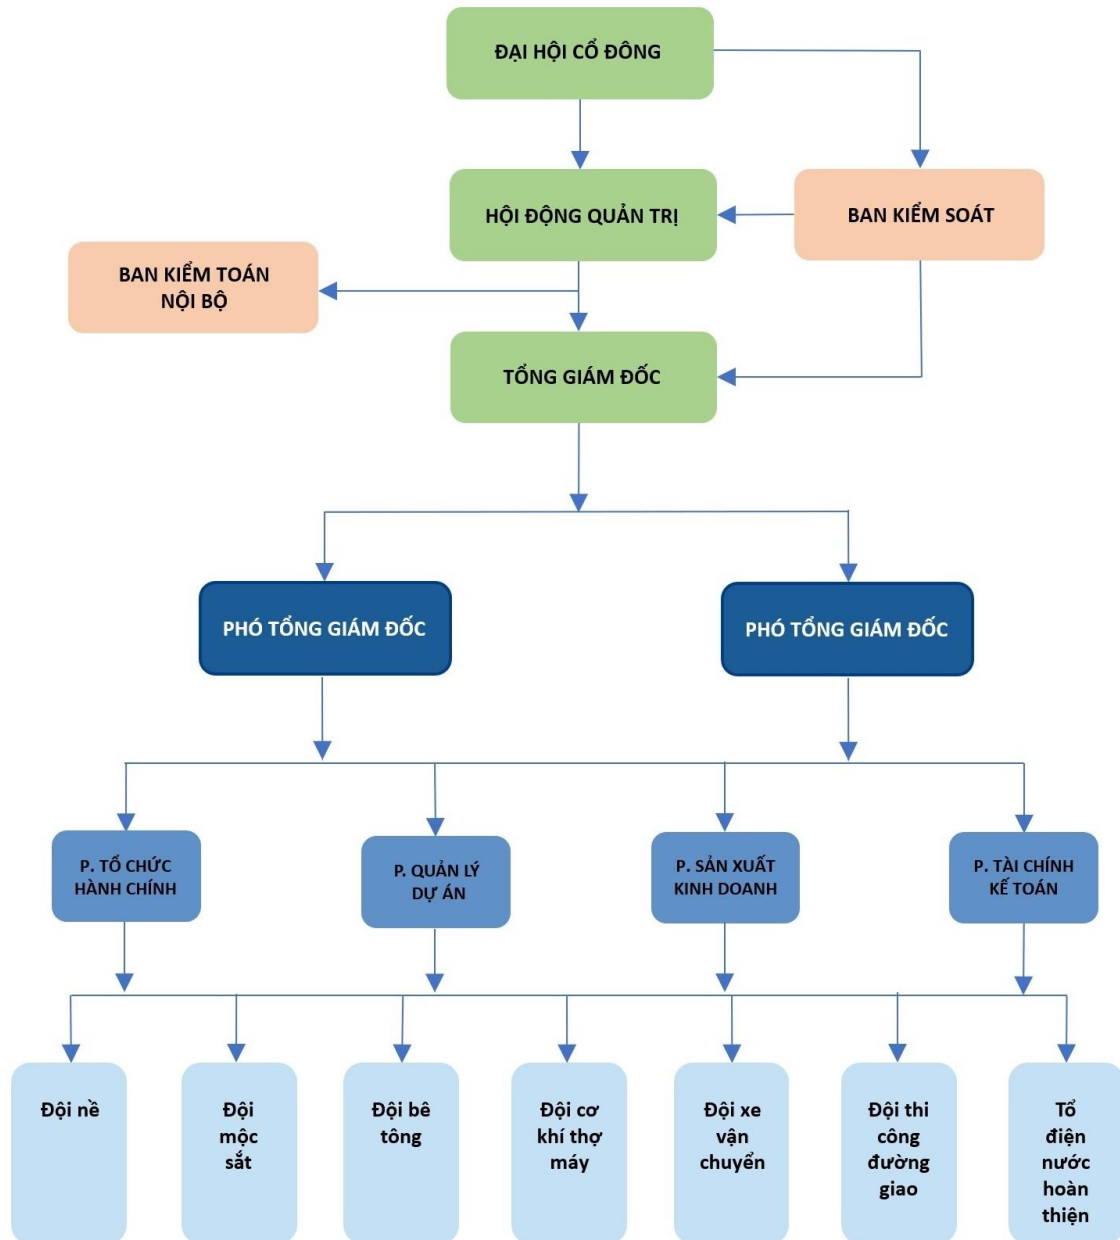 ĐẠI HỘI CỔ ĐÔNG
HỘI ĐỘNG QUẢN TRỊ
BAN KIỂM SOÁT
BAN KIỂM TOÁN
NỘI BỘ
TỔNG GIÁM ĐỐC
PHÓ TỔNG GIÁM ĐỐC
PHÓ TỔNG GIÁM ĐỐC
P. TỔ CHỨC
HÀNH CHÍNH
P. QUẢN LÝ
DỰ ÁN
P. SẢN XUẤT
KINH DOANH
P. TÀI CHÍNH
KẾ TOÁN
Đội nề
Đội
mộc
sắt
Đội bê
tông
Đội cơ
khí thợ
máy
Đội xe
vận
chuyển
Đội thi
công
đường
giao
Tổ
điện
nước
hoàn
thiện